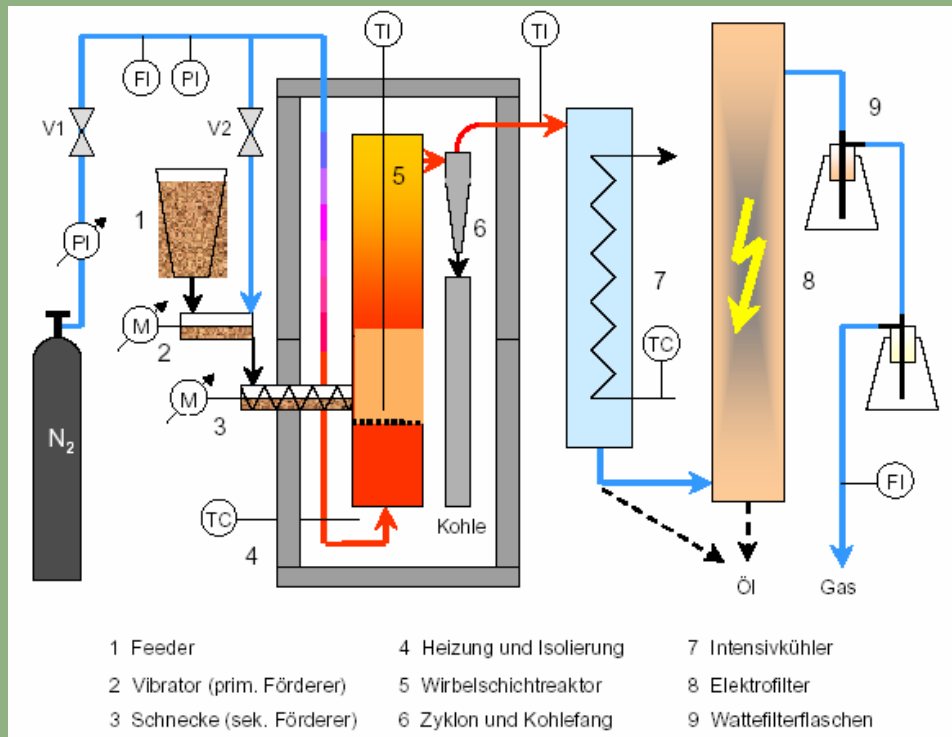 TI
TI
FI
PI
V1
V2
9
1
5
6
PI
7
8
M
2
TC
M
3
N2
FI
TC
4
Kohle
Öl
Gas
1 Feeder
2 Vibrator (prim. Förderer)
3 Schnecke (sek. Förderer)
4 Heizung und Isolierung
5 Wirbelschichtreaktor
6 Zyklon und Kohlefang
7 Intensivkühler
8 Elektrofilter
9 Wattefilterflaschen